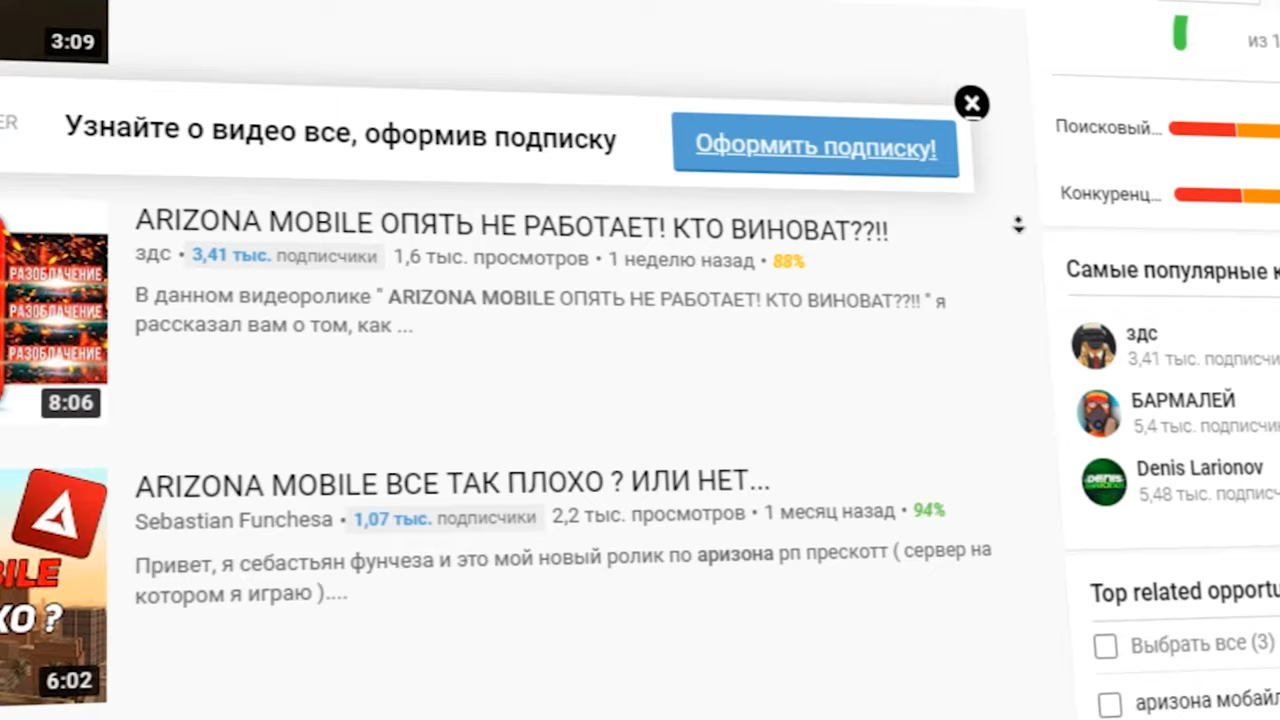 3:09
ER
Узнайте о видео все, оформив подписку
Оформить подписку!
ARIZONA MOBILE ОПЯТЬ НЕ РАБОТАЕТ! КТО ВИНОВАТ??!!
здс • 3,41 тыс. подписчики 1,6 тыс. просмотров • 1 неделю назад • 88%
В данном видеоролике " ARIZONA MOBILE ОПЯТЬ НЕ РАБОТАЕТ! КТО ВИНОВАТ??!! " я
рассказал вам о том, как ...
РАЗОБЛАЧЕНИЕ
РАЗОБЛАЧЕНИЕ
РАЗОБЛАЧЕНИЕ
8:06
ARIZONA MOBILE ВСЕ ТАК ПЛОХО ? ИЛИ НЕТ...
Sebastian Funchesa • 1,07 тыс. подписчики 2,2 тыс. просмотров • 1 месяц назад • 94%
Привет, я себастьян фунчеза и это мой новый ролик по аризона рп прескотт ( сервер на
котором я играю )....
BILE
ХО ?
6:02
из 1
Поисковый...
Конкуренц...
Самые популярные к
здс
3,41 тыс. подписчи
БАРМАЛЕЙ
5,4 тыс. подписчи
Denis Larionov
5,48 тыс. подпис
DENIS
Top related opportu
Выбрать все (3)
аризона мобай